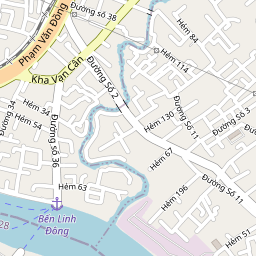 Đường Số 38
Hẻm 84
Phạm Văn Đồng
Hẻm 114
Kha Vạn Cân
Đường Số 2
Đường 34
Hẻm 34
Hẻm 54
Hẻm 130
Đường Số 11
Đường Số 3
Đường Số 36
Hẻm 67
Hẻm 63
Hẻm 196
Đường Số 11
Bến Linh
Đông
28
Hẻm 51